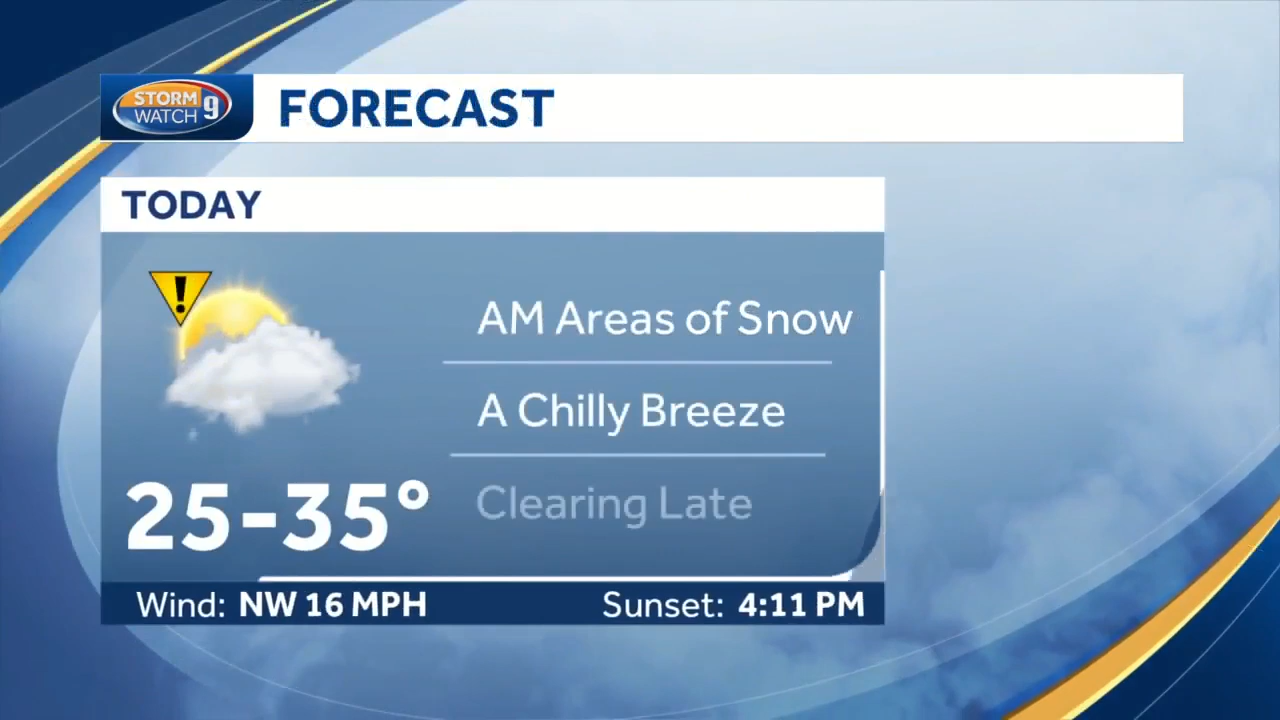 STORM
WATCH 9
FORECAST
TODAY
!
AM Areas of Snow
A Chilly Breeze
Clearing Late
25-35°
Wind: NW 16 MPH
Sunset: 4:11 PM